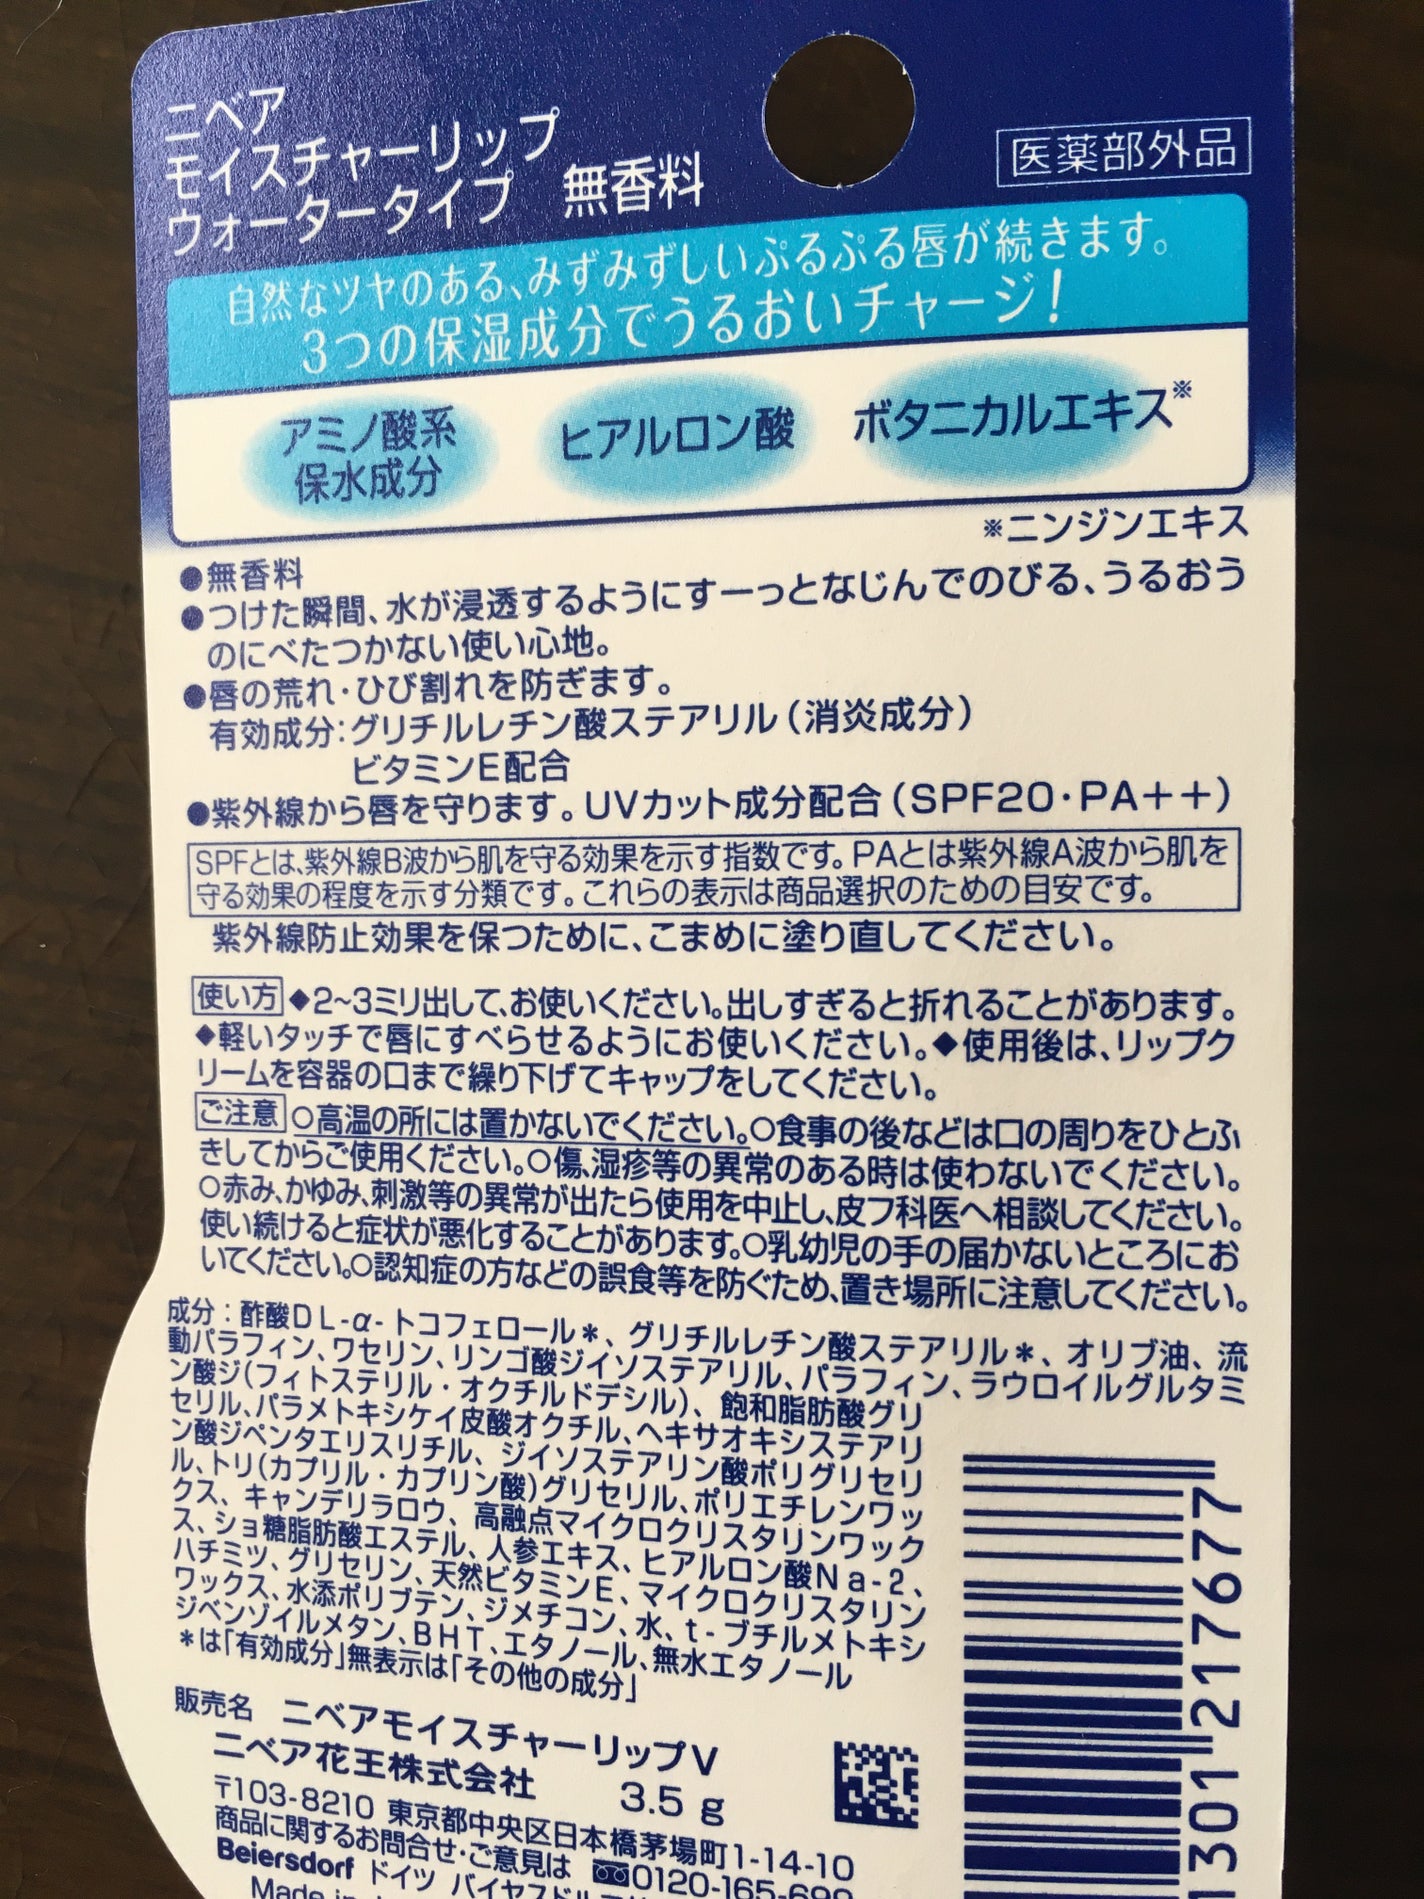 ニベア
モイスチャーリップ
ウォータータイプ 無香料
医薬部外品
自然なツヤのある、みずみずしいぷるぷる唇が続きます。
3つの保湿成分でうるおいチャージ!
アミノ酸系
保水成分
ヒアルロン酸
ボタニカルエキス※
※ニンジンエキス
●無香料
●つけた瞬間、水が浸透するようにすーっとなじんでのびる、うるおう
のにべたつかない使い心地。
●唇の荒れ・ひび割れを防ぎます。
有効成分:グリチルレチン酸ステアリル(消炎成分)
ビタミンE配合
●紫外線から唇を守ります。UVカット成分配合(SPF20・PA++)
SPFとは、紫外線B波から肌を守る効果を示す指数です。PAとは紫外線A波から肌を
守る効果の程度を示す分類です。これらの表示は商品選択のための目安です。
紫外線防止効果を保つために、こまめに塗り直してください。
使い方 ◆2~3ミリ出して、お使いください。出しすぎると折れることがあります。
◆軽いタッチで唇にすべらせるようにお使いください。◆使用後は、リップク
リームを容器の口まで繰り下げてキャップをしてください。
ご注意 ○高温の所には置かないでください。○食事の後などは口の周りをひとふ
きしてからご使用ください。○傷、湿疹等の異常のある時は使わないでください。
○赤み、かゆみ、刺激等の異常が出たら使用を中止し、皮フ科医へ相談してください。
使い続けると症状が悪化することがあります。○乳幼児の手の届かないところにお
いてください。○認知症の方などの誤食等を防ぐため、置き場所に注意してください。
成分:酢酸DL-α-トコフェロール*、グリチルレチン酸ステアリル*、オリブ油、流
動パラフィン、ワセリン、リンゴ酸ジイソステアリル、パラフィン、ラウロイルグルタミ
ン酸ジ(フィトステリル・オクチルドデシル)、飽和脂肪酸グリ
セリル、パラメトキシケイ皮酸オクチル、ヘキサオキシステアリ
ン酸ジペンタエリスリチル、ジイソステアリン酸ポリグリセリ
ル、トリ(カプリル・カプリン酸)グリセリル、ポリエチレンワッ
クス、キャンデリラロウ、高融点マイクロクリスタリンワック
ス、ショ糖脂肪酸エステル、人参エキス、ヒアルロン酸Na-2、
ハチミツ、グリセリン、天然ビタミンE、マイクロクリスタリン
ワックス、水添ポリブテン、ジメチコン、水、t-ブチルメトキシ
ジベンゾイルメタン、BHT、エタノール、無水エタノール
*は「有効成分」無表示は「その他の成分」
販売名 ニベアモイスチャーリップV
ニベア花王株式会社 3.5g
〒103-8210 東京都中央区日本橋茅場町1-14-10
商品に関するお問合せ・ご意見は 0120-165-699
Beiersdorf ドイツ
Made in
301 217677